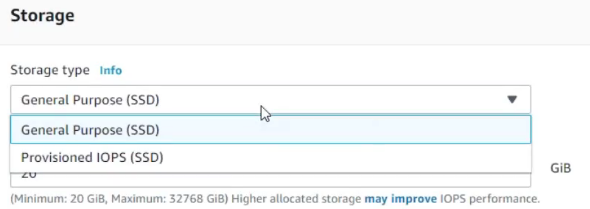 Storage
Storage type Info
General Purpose (SSD)
General Purpose (SSD)
Provisioned IOPS (SSD)
20 GiB
(Minimum: 20 GiB, Maximum: 32768 GiB) Higher allocated storage may improve IOPS performance.